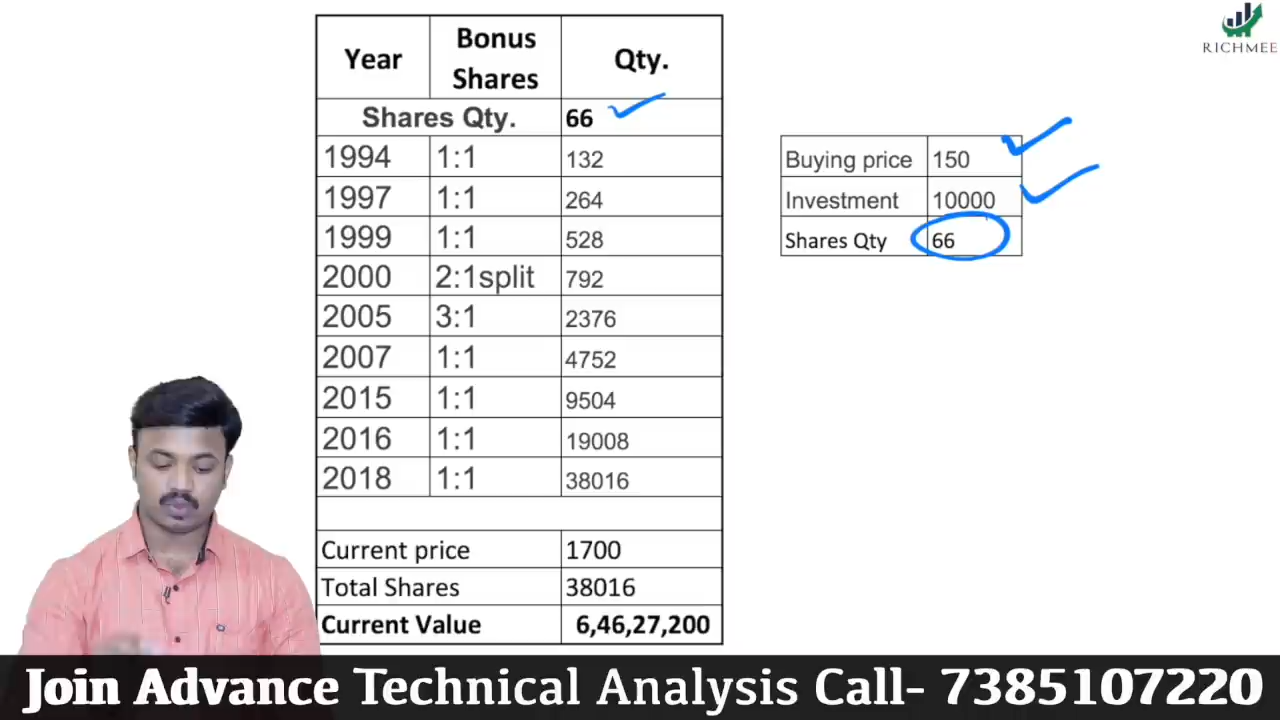 RICHMEE
Year Bonus Shares Qty.
Shares Qty. 66
1994 1:1 132
1997 1:1 264
1999 1:1 528
2000 2:1split 792
2005 3:1 2376
2007 1:1 4752
2015 1:1 9504
2016 1:1 19008
2018 1:1 38016
Current price 1700
Total Shares 38016
Current Value 6,46,27,200
Buying price 150
Investment 10000
Shares Qty 66
Join Advance Technical Analysis Call- 7385107220